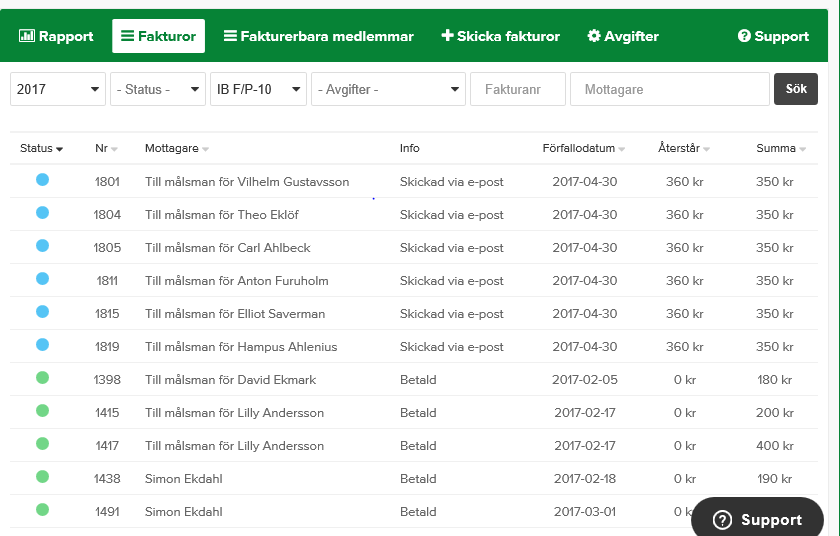 Rapport Fakturor Fakturerbara medlemmar Skicka fakturor Avgifter Support
2017 - Status - IB F/P-10 - Avgifter - Fakturanr Mottagare Sök
Status Nr Mottagare Info Förfallodatum Återstår Summa
1801 Till målsman för Vilhelm Gustavsson Skickad via e-post 2017-04-30 360 kr 350 kr
1804 Till målsman för Theo Eklöf Skickad via e-post 2017-04-30 360 kr 350 kr
1805 Till målsman för Carl Ahlbeck Skickad via e-post 2017-04-30 360 kr 350 kr
1811 Till målsman för Anton Furuholm Skickad via e-post 2017-04-30 360 kr 350 kr
1815 Till målsman för Elliot Saverman Skickad via e-post 2017-04-30 360 kr 350 kr
1819 Till målsman för Hampus Ahlenius Skickad via e-post 2017-04-30 360 kr 350 kr
1398 Till målsman för David Ekmark Betald 2017-02-05 0 kr 180 kr
1415 Till målsman för Lilly Andersson Betald 2017-02-17 0 kr 200 kr
1417 Till målsman för Lilly Andersson Betald 2017-02-17 0 kr 400 kr
1438 Simon Ekdahl Betald 2017-02-18 0 kr 190 kr
1491 Simon Ekdahl Betald 2017-03-01 0
Support